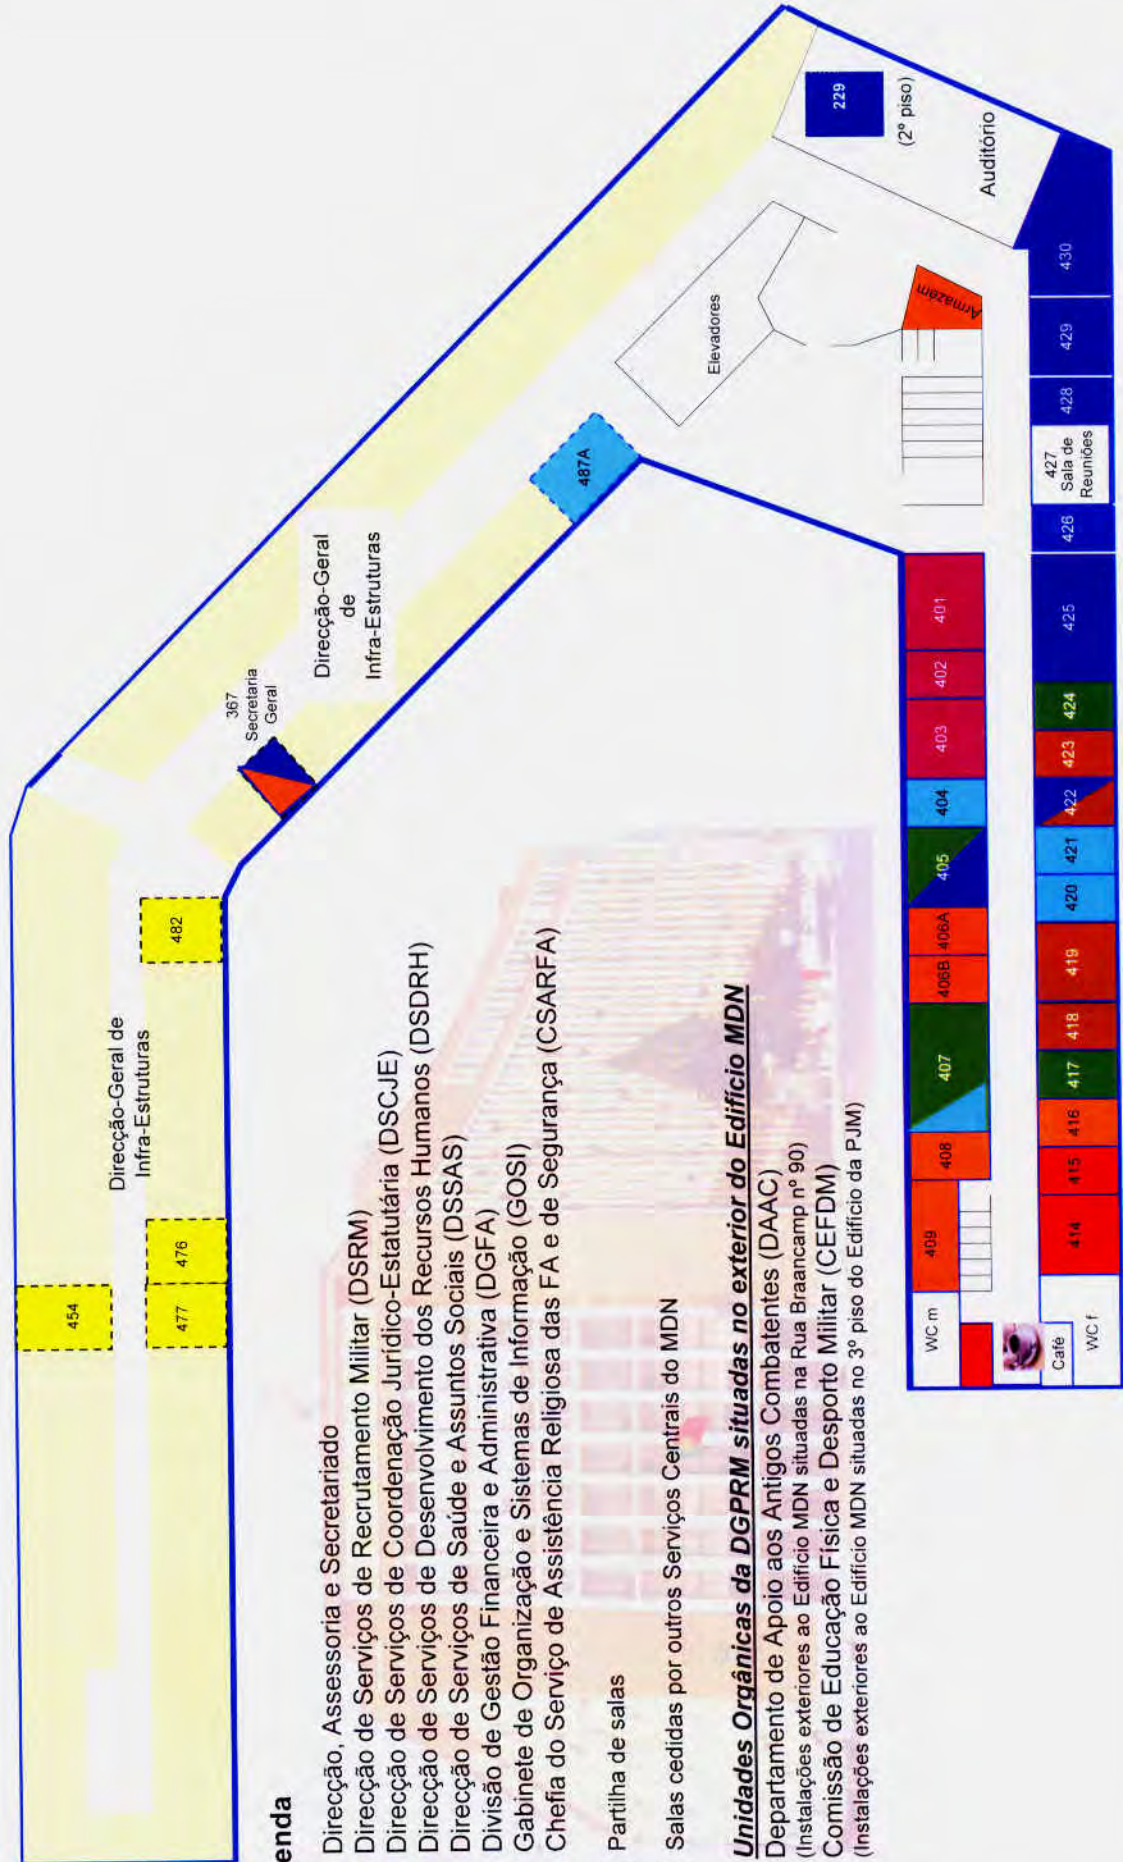 454
477
476
482
Direcção-Geral de
Infra-Estruturas
367
Secretaria
Geral
Direcção-Geral
de
Infra-Estruturas
487A
Elevadores
229
(2º piso)
Auditório
Armazém
WC m
409
408
407
406B
406A
405
404
403
402
401
Café
WC f
414
415
416
417
418
419
420
421
422
423
424
425
426
427
Sala de
Reuniões
428
429
430
enda
Direcção, Assessoria e Secretariado
Direcção de Serviços de Recrutamento Militar (DSRM)
Direcção de Serviços de Coordenação Jurídico-Estatutária (DSCJE)
Direcção de Serviços de Desenvolvimento dos Recursos Humanos (DSDRH)
Direcção de Serviços de Saúde e Assuntos Sociais (DSSAS)
Divisão de Gestão Financeira e Administrativa (DGFA)
Gabinete de Organização e Sistemas de Informação (GOSI)
Chefia do Serviço de Assistência Religiosa das FA e de Segurança (CSARFA)
Partilha de salas
Salas cedidas por outros Serviços Centrais do MDN
Unidades Orgânicas da DGPRM situadas no exterior do Edifício MDN
Departamento de Apoio aos Antigos Combatentes (DAAC)
(Instalações exteriores ao Edifício MDN situadas na Rua Braancamp nº 90)
Comissão de Educação Física e Desporto Militar (CEFDM)
(Instalações exteriores ao Edifício MDN situadas no 3º piso do Edifício da PJM)